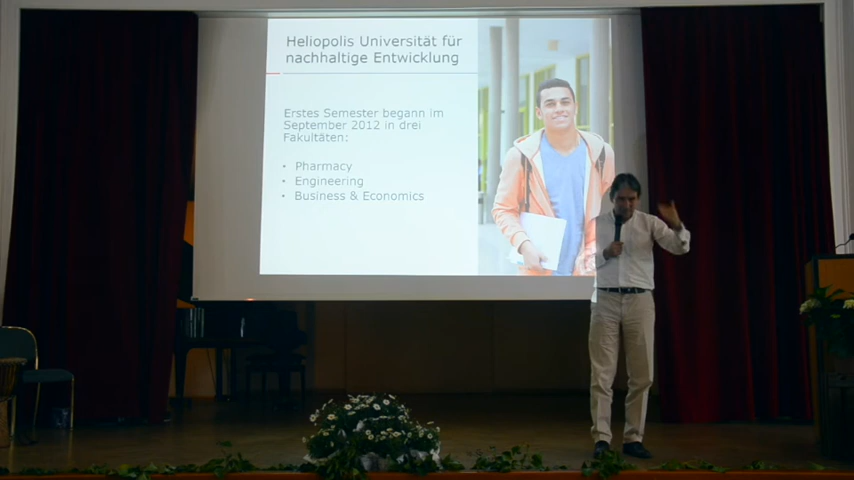 Heliopolis Universität für
nachhaltige Entwicklung
Erstes Semester begann im
September 2012 in drei
Fakultäten:
• Pharmacy
• Engineering
• Business & Economics